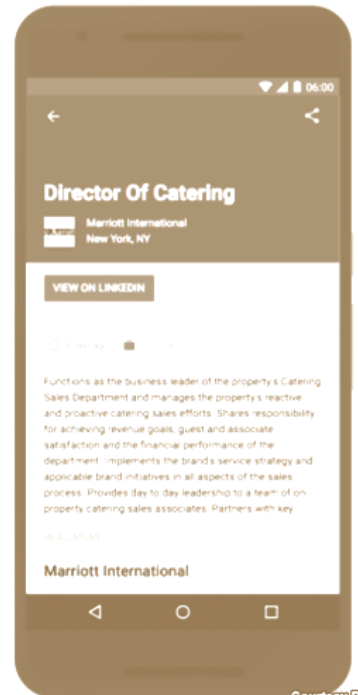 06:00
Director Of Catering
Marriott International
New York, NY
VIEW ON LINKEDIN
Functions as the business leader of the property's Catering
Sales Department and manages the property's reactive
and proactive catering sales efforts. Shares responsibility
for achieving revenue goals, guest and associate
satisfaction and the financial performance of the
department. Implements the brand's service strategy and
applicable brand initiatives in all aspects of the sales
process. Provides day to day leadership to a team of on
property catering sales associates. Partners with key
READ MORE
Marriott International